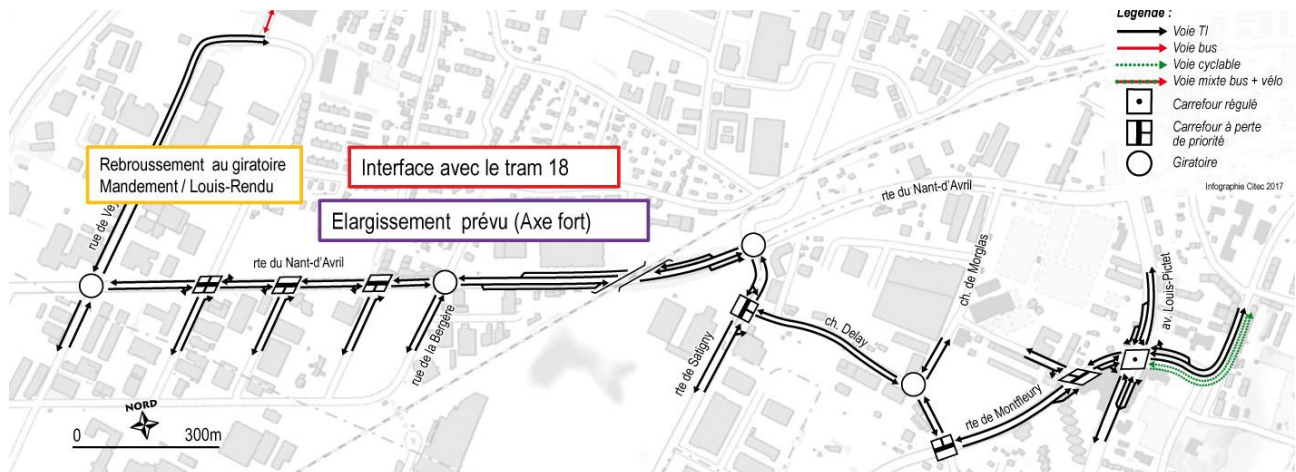 Légende :
Voie TI
Voie bus
Voie cyclable
Voie mixte bus + vélo
Carrefour régulé
Carrefour à perte
de priorité
Giratoire
Infographie Citec 2017
Rebroussement au giratoire
Mandement / Louis-Rendu
Interface avec le tram 18
Elargissement prévu (Axe fort)
rue de
rte du Nant-d'Avril
rte du Nant-d'Avril
rue de la Bergère
rte de Satigny
ch. Delay
ch. de Morglas
av. Louis-Pictet
rte de Montfleury
NORD
0 300m